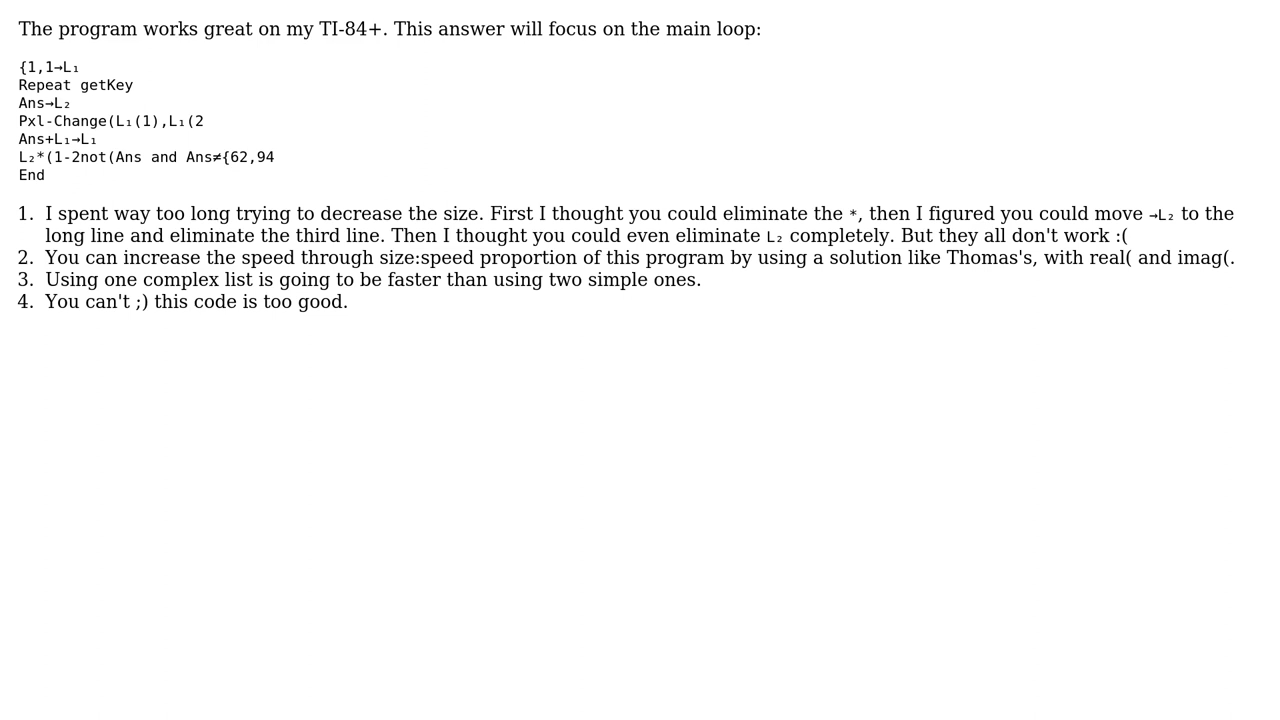 The program works great on my TI-84+. This answer will focus on the main loop:
{1,1→L₁
Repeat getKey
Ans→L₂
Pxl-Change(L₁(1),L₁(2
Ans+L₁→L₁
L₂*(1-2not(Ans and Ans≠{62,94
End
1. I spent way too long trying to decrease the size. First I thought you could eliminate the *, then I figured you could move →L₂ to the
long line and eliminate the third line. Then I thought you could even eliminate L₂ completely. But they all don't work :(
2. You can increase the speed through size:speed proportion of this program by using a solution like Thomas's, with real( and imag(.
3. Using one complex list is going to be faster than using two simple ones.
4. You can't ;) this code is too good.